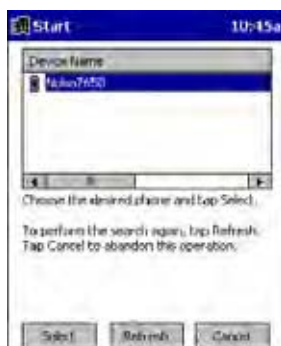 Start 10:45a
Device Name
Nokia7650
Choose the desired phone and tap Select.
To perform the search again, tap Refresh.
Tap Cancel to abandon this operation.
Select Refresh Cancel